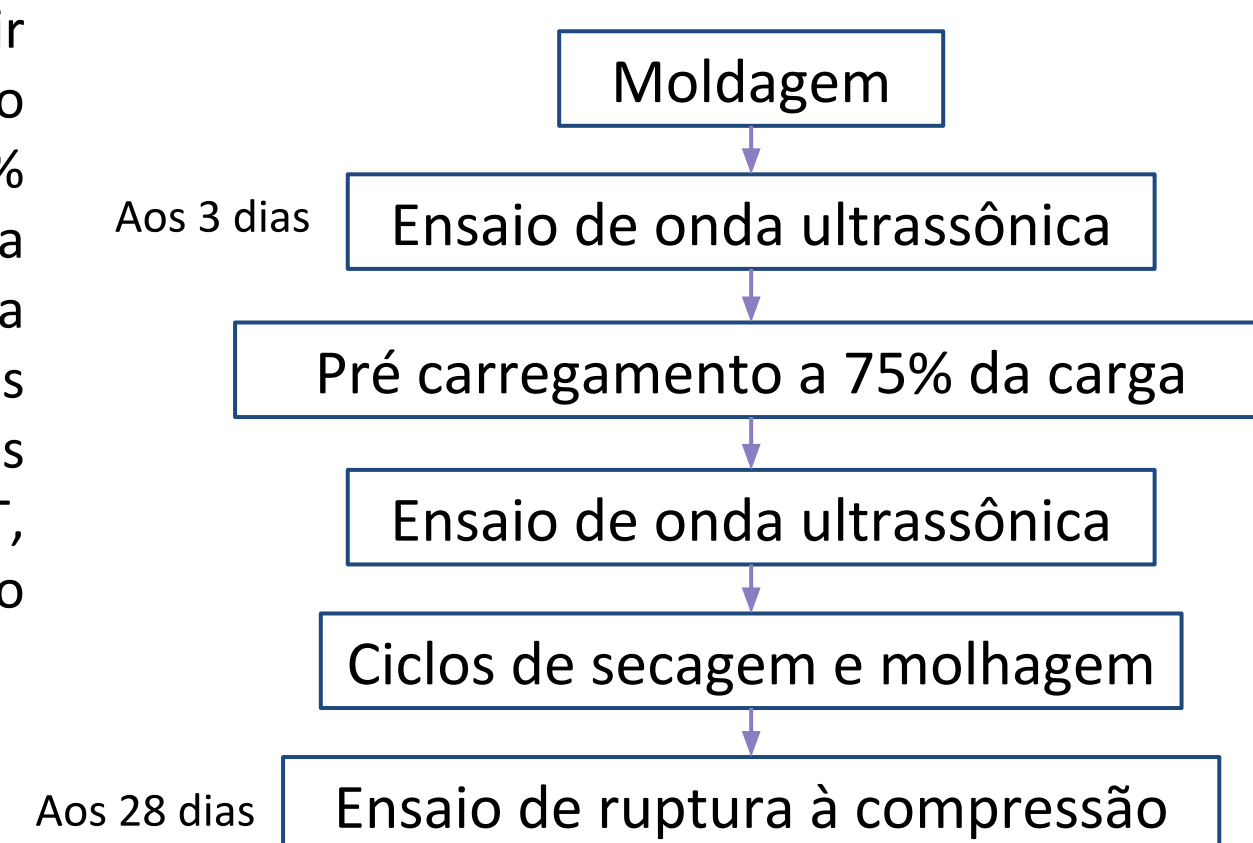 ir
o
%
a
a
s
s
,
o
Moldagem
Aos 3 dias
Ensaio de onda ultrassônica
Pré carregamento a 75% da carga
Ensaio de onda ultrassônica
Ciclos de secagem e molhagem
Aos 28 dias
Ensaio de ruptura à compressão